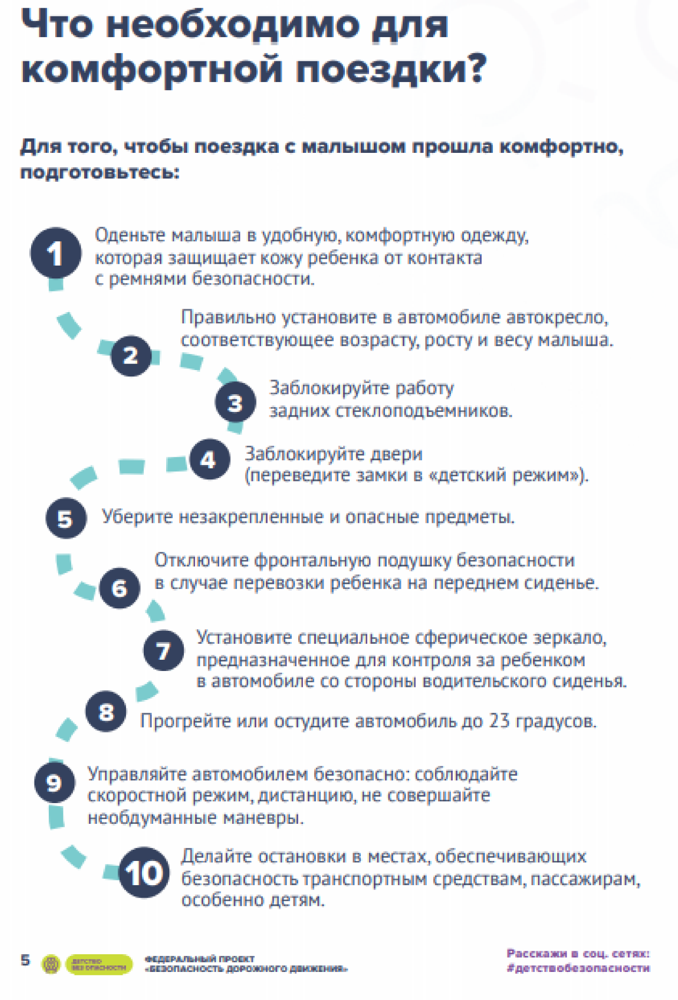 Что необходимо для
комфортной поездки?
Для того, чтобы поездка с малышом прошла комфортно,
подготовьтесь:
1
Оденьте малыша в удобную, комфортную одежду,
которая защищает кожу ребенка от контакта
с ремнями безопасности.
2
Правильно установите в автомобиле автокресло,
соответствующее возрасту, росту и весу малыша.
3
Заблокируйте работу
задних стеклоподъемников.
4
Заблокируйте двери
(переведите замки в «детский режим»).
5
Уберите незакрепленные и опасные предметы.
6
Отключите фронтальную подушку безопасности
в случае перевозки ребенка на переднем сиденье.
7
Установите специальное сферическое зеркало,
предназначенное для контроля за ребенком
в автомобиле со стороны водительского сиденья.
8
Прогрейте или остудите автомобиль до 23 градусов.
9
Управляйте автомобилем безопасно: соблюдайте
скоростной режим, дистанцию, не совершайте
необдуманные маневры.
10
Делайте остановки в местах, обеспечивающих
безопасность транспортным средствам, пассажирам,
особенно детям.
5
ДЕТСТВО
БЕЗОПАСНОСТИ
ФЕДЕРАЛЬНЫЙ ПРОЕКТ
«БЕЗОПАСНОСТЬ ДОРОЖНОГО ДВИЖЕНИЯ»
Расскажи в соц. сетях:
#детствобезопасности